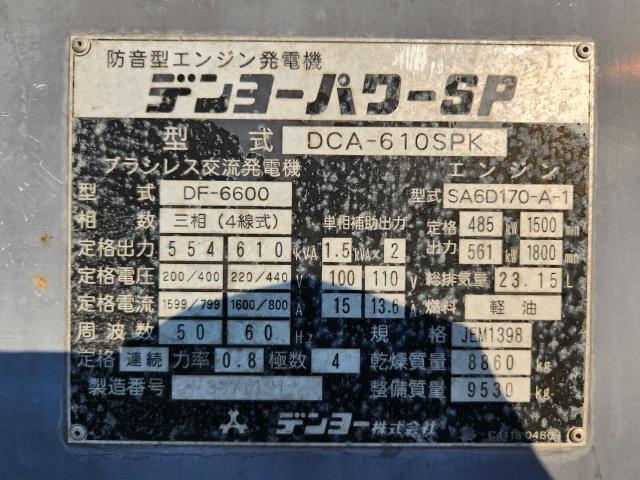 防音型エンジン発電機
デンヨーパワーSP
型式 DCA-610SPK
ブラシレス交流発電機 エンジン
型式 DF-6600 型式 SA6D170-A-1
相数 三相(4線式) 単相補助出力 定格 485 kW 1500 min
定格出力 554 610 kVA 1.5 kVA × 2 出力 561 kW 1800 min
定格電圧 200/400 220/440 V 100 110 V 総排気量 23.15 L
定格電流 1599/799 1600/800 A 15 13.6 A 燃料 軽油
周波数 50 60 Hz 規格 JEM1398
定格 連続 力率 0.8 極数 4 乾燥質量 8860 kg
製造番号 整備質量 9530 kg
デンヨー株式会社